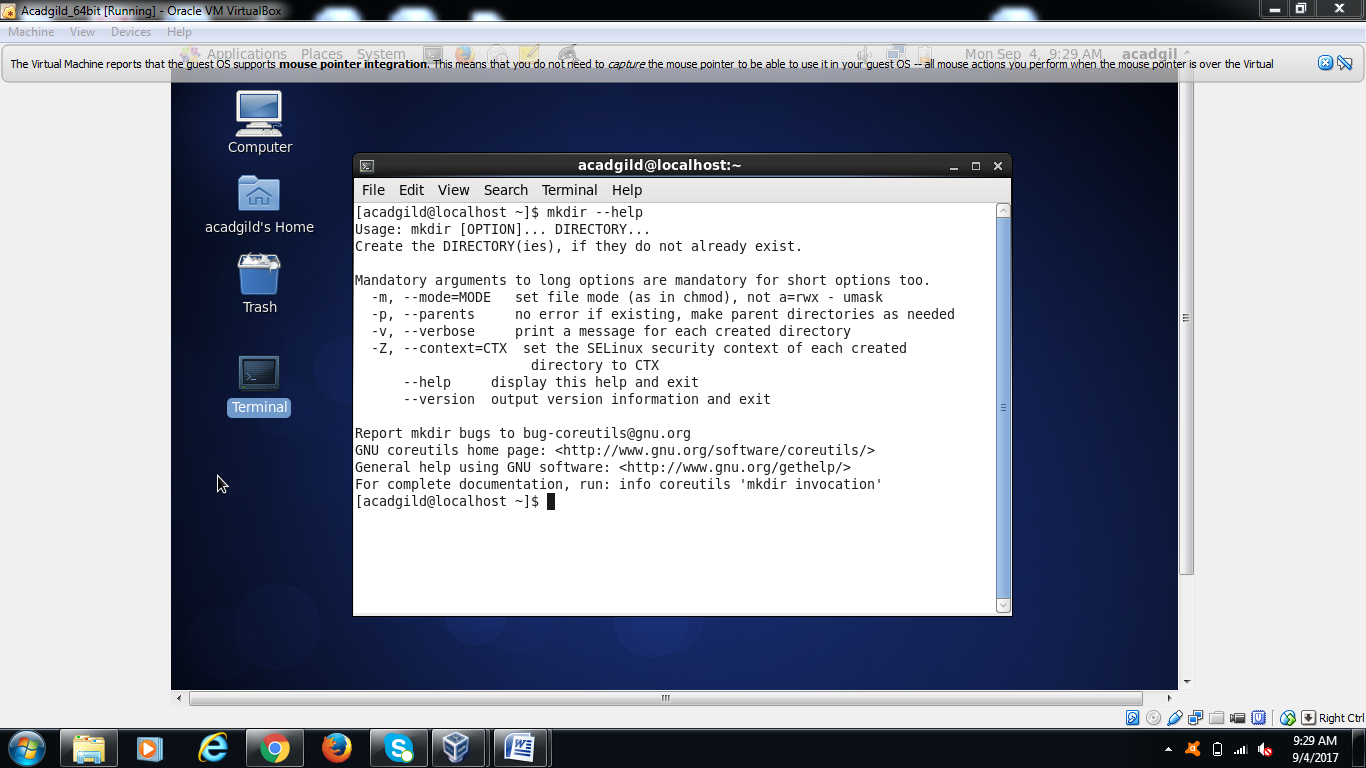 Acadgild_64bit [Running] - Oracle VM VirtualBox
Machine View Devices Help
Applications Places System Mon Sep 4, 9:29 AM acadgil
The Virtual Machine reports that the guest OS supports mouse pointer integration. This means that you do not need to capture the mouse pointer to be able to use it in your guest OS -- all mouse actions you perform when the mouse pointer is over the Virtual
Computer
acadgild's Home
Trash
Terminal
acadgild@localhost:~
File Edit View Search Terminal Help
[acadgild@localhost ~]$ mkdir --help
Usage: mkdir [OPTION]... DIRECTORY...
Create the DIRECTORY(ies), if they do not already exist.
Mandatory arguments to long options are mandatory for short options too.
-m, --mode=MODE set file mode (as in chmod), not a=rwx - umask
-p, --parents no error if existing, make parent directories as needed
-v, --verbose print a message for each created directory
-Z, --context=CTX set the SELinux security context of each created
directory to CTX
--help display this help and exit
--version output version information and exit
Report mkdir bugs to bug-coreutils@gnu.org
GNU coreutils home page: <http://www.gnu.org/software/coreutils/>
General help using GNU software: <http://www.gnu.org/gethelp/>
For complete documentation, run: info coreutils 'mkdir invocation'
[acadgild@localhost ~]$
Right Ctrl
9:29 AM
9/4/2017